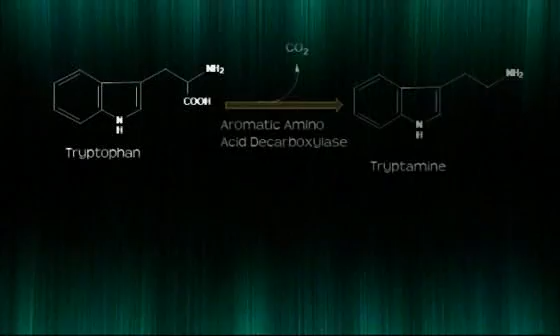 CO2
NH2
COOH
N
H
Tryptophan
Aromatic Amino
Acid Decarboxylase
NH2
N
H
Tryptamine